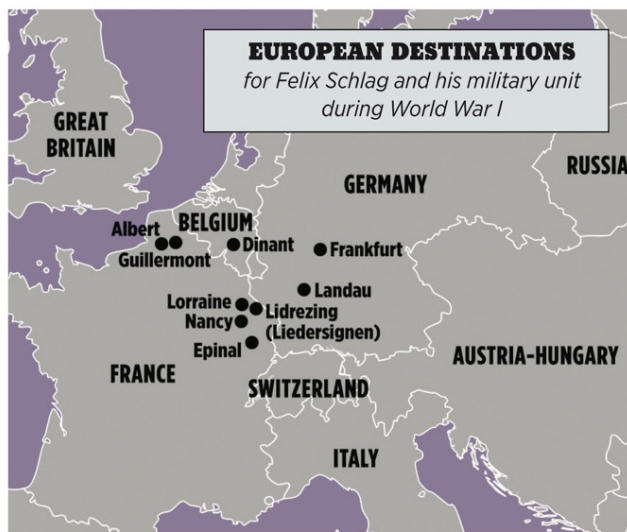 EUROPEAN DESTINATIONS
for Felix Schlag and his military unit
during World War I
GREAT
BRITAIN
RUSSIA
GERMANY
BELGIUM
Albert
Guillermont
Dinant
Frankfurt
Landau
Lorraine
Lidrezing
(Liedersignen)
Nancy
Epinal
AUSTRIA-HUNGARY
FRANCE
SWITZERLAND
ITALY